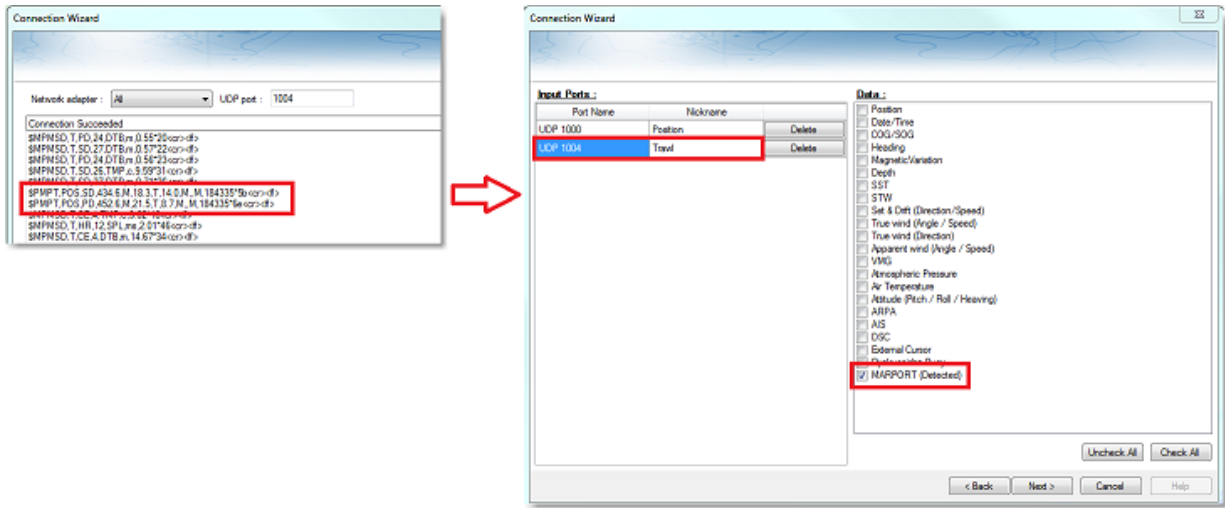 Connection Wizard
Network adapter : All UDP port : 1004
Connection Succeeded
$MPMSD,T,PD,24,DTB,m,0.55*20<cr><lf>
$MPMSD,T,SD,27,DTB,m,0.57*22<cr><lf>
$MPMSD,T,PD,24,DTB,m,0.56*23<cr><lf>
$MPMSD,T,SD,26,TMP,c,9.59*31<cr><lf>
$PMPT,POS,SD,434.6,M,18.3,T,14.0,M,,M,184335*5b<cr><lf>
$PMPT,POS,PD,452.6,M,21.5,T,8.7,M,,M,184335*6e<cr><lf>
$MPMSD,T,HR,12,SPL,ms,2.01*46<cr><lf>
$MPMSD,T,CE,4,DTB,m,14.67*34<cr><lf>
Connection Wizard
Input Ports :
Port Name Nickname
UDP 1000 Position Delete
UDP 1004 Trawl Delete
Data :
Position
Date/Time
COG/SOG
Heading
MagneticVariation
Depth
SST
STW
Set & Drift (Direction/Speed)
True wind (Angle / Speed)
True wind (Direction)
Apparent wind (Angle / Speed)
VMG
Atmospheric Pressure
Air Temperature
Attitude (Pitch / Roll / Heaving)
ARPA
AIS
DSC
External Cursor
MARPORT (Detected)
Uncheck All Check All
< Back Next > Cancel Help